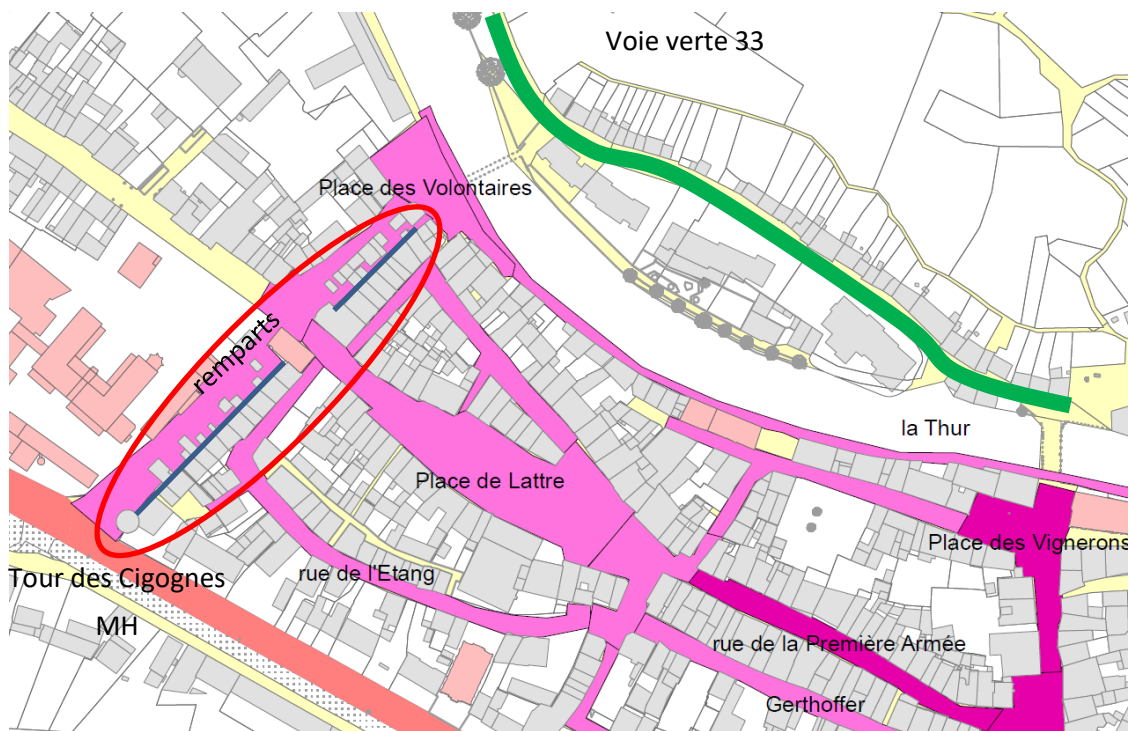 Voie verte 33
Place des Volontaires
remparts
la Thur
Place de Lattre
Place des Vignerons
Tour des Cigognes
MH
rue de l'Etang
rue de la Première Armée
Gerthoffer